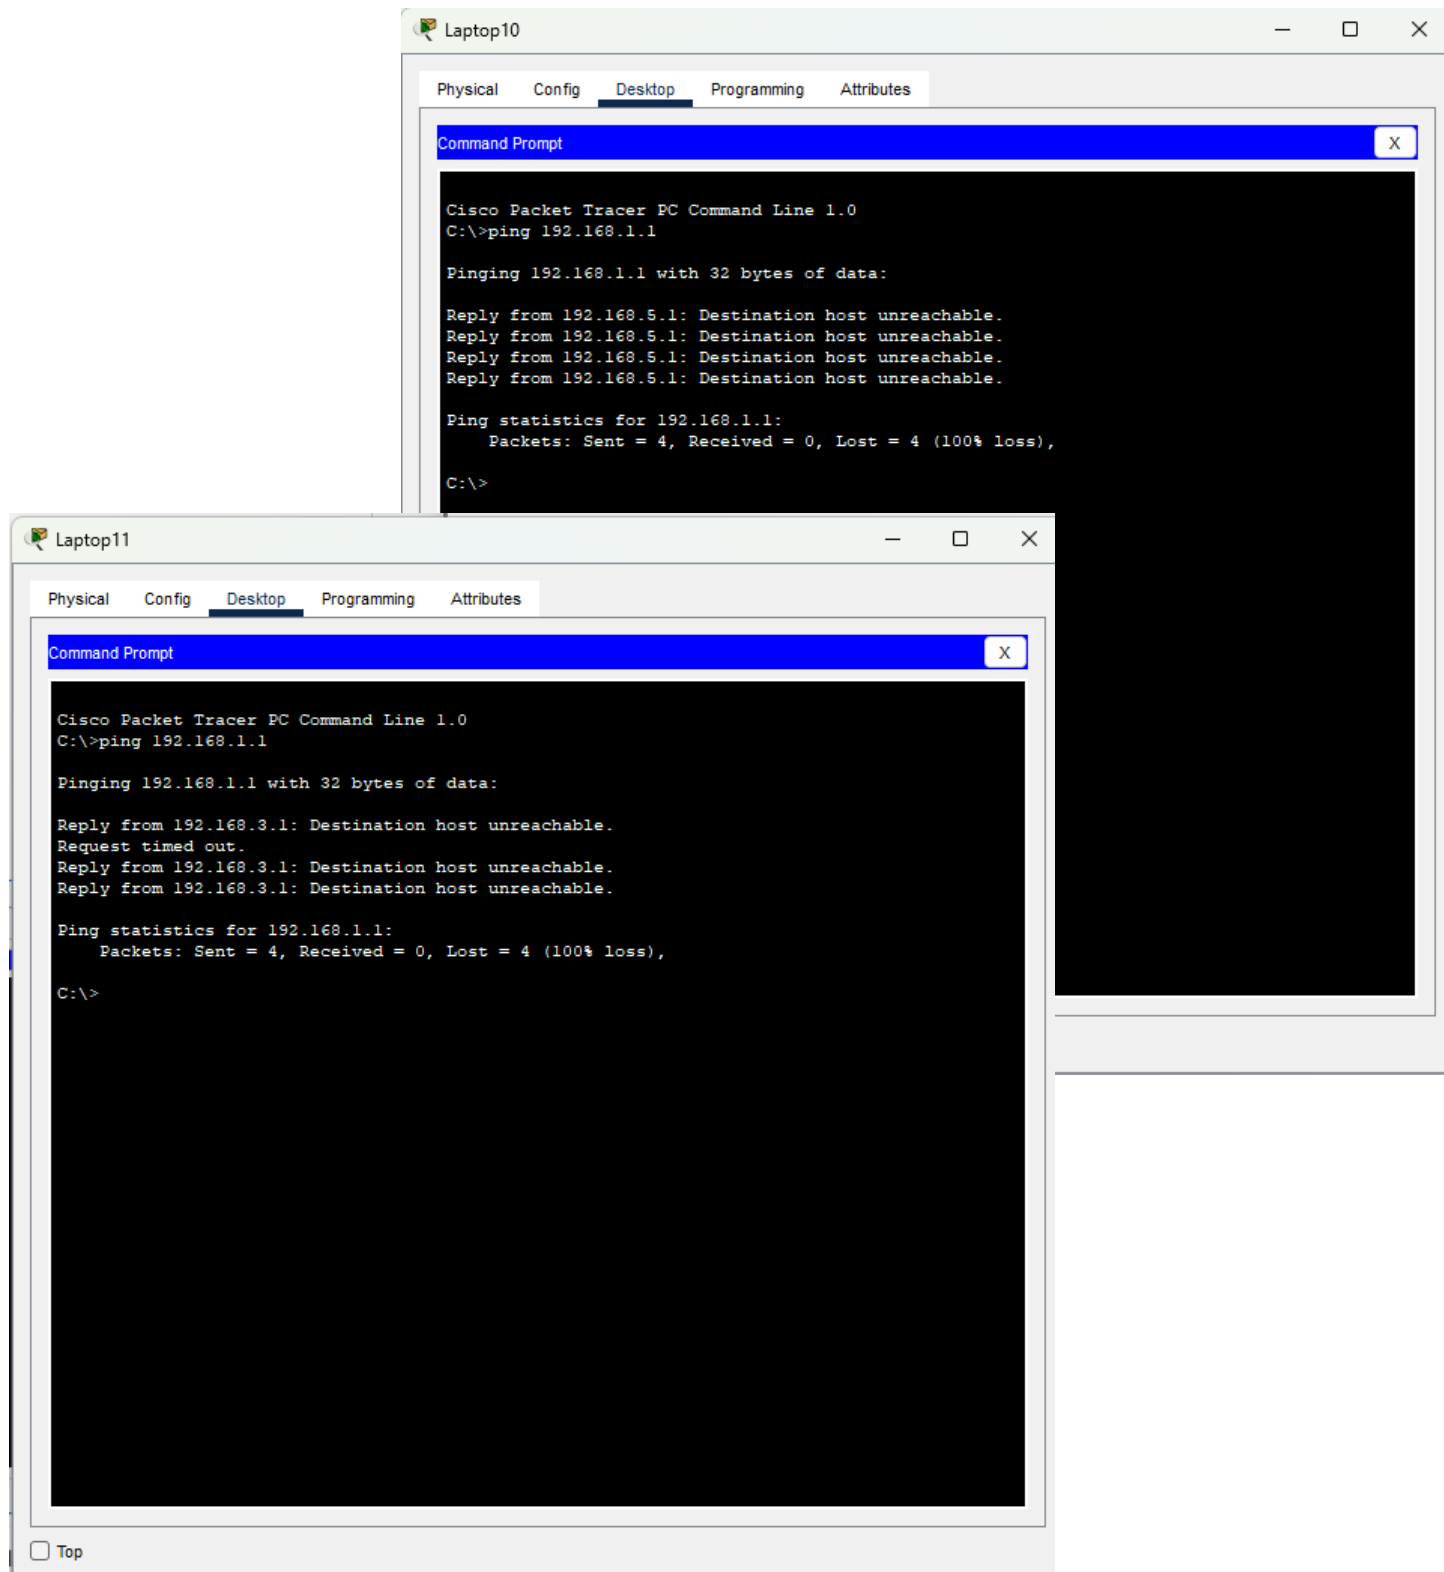 Laptop10
Physical Config Desktop Programming Attributes
Command Prompt X
Cisco Packet Tracer PC Command Line 1.0
C:\>ping 192.168.1.1
Pinging 192.168.1.1 with 32 bytes of data:
Reply from 192.168.5.1: Destination host unreachable.
Reply from 192.168.5.1: Destination host unreachable.
Reply from 192.168.5.1: Destination host unreachable.
Reply from 192.168.5.1: Destination host unreachable.
Ping statistics for 192.168.1.1:
Packets: Sent = 4, Received = 0, Lost = 4 (100% loss),
C:\>
Laptop11
Physical Config Desktop Programming Attributes
Command Prompt X
Cisco Packet Tracer PC Command Line 1.0
C:\>ping 192.168.1.1
Pinging 192.168.1.1 with 32 bytes of data:
Reply from 192.168.3.1: Destination host unreachable.
Request timed out.
Reply from 192.168.3.1: Destination host unreachable.
Reply from 192.168.3.1: Destination host unreachable.
Ping statistics for 192.168.1.1:
Packets: Sent = 4, Received = 0, Lost = 4 (100% loss),
C:\>
Top